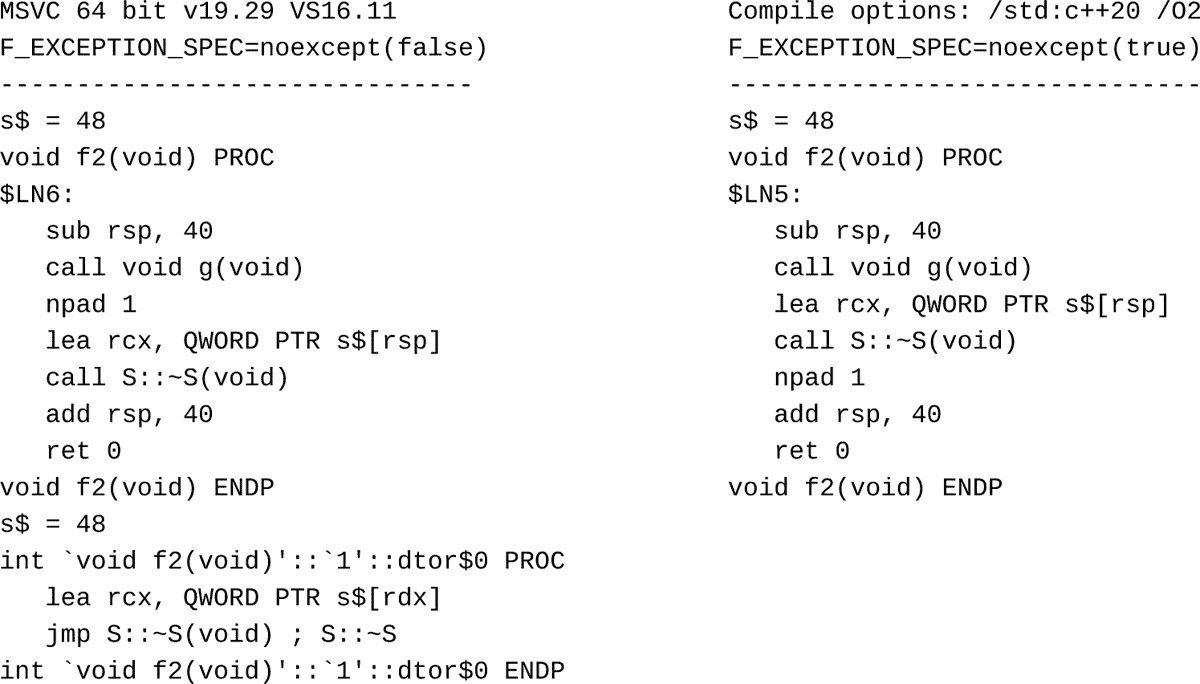 MSVC 64 bit v19.29 VS16.11
F_EXCEPTION_SPEC=noexcept(false)
-------------------------------
s$ = 48
void f2(void) PROC
$LN6:
   sub rsp, 40
   call void g(void)
   npad 1
   lea rcx, QWORD PTR s$[rsp]
   call S::~S(void)
   add rsp, 40
   ret 0
void f2(void) ENDP
s$ = 48
int `void f2(void)'::`1'::dtor$0 PROC
   lea rcx, QWORD PTR s$[rdx]
   jmp S::~S(void) ; S::~S
int `void f2(void)'::`1'::dtor$0 ENDP
Compile options: /std:c++20 /O2
F_EXCEPTION_SPEC=noexcept(true)
-------------------------------
s$ = 48
void f2(void) PROC
$LN5:
   sub rsp, 40
   call void g(void)
   lea rcx, QWORD PTR s$[rsp]
   call S::~S(void)
   npad 1
   add rsp, 40
   ret 0
void f2(void) ENDP